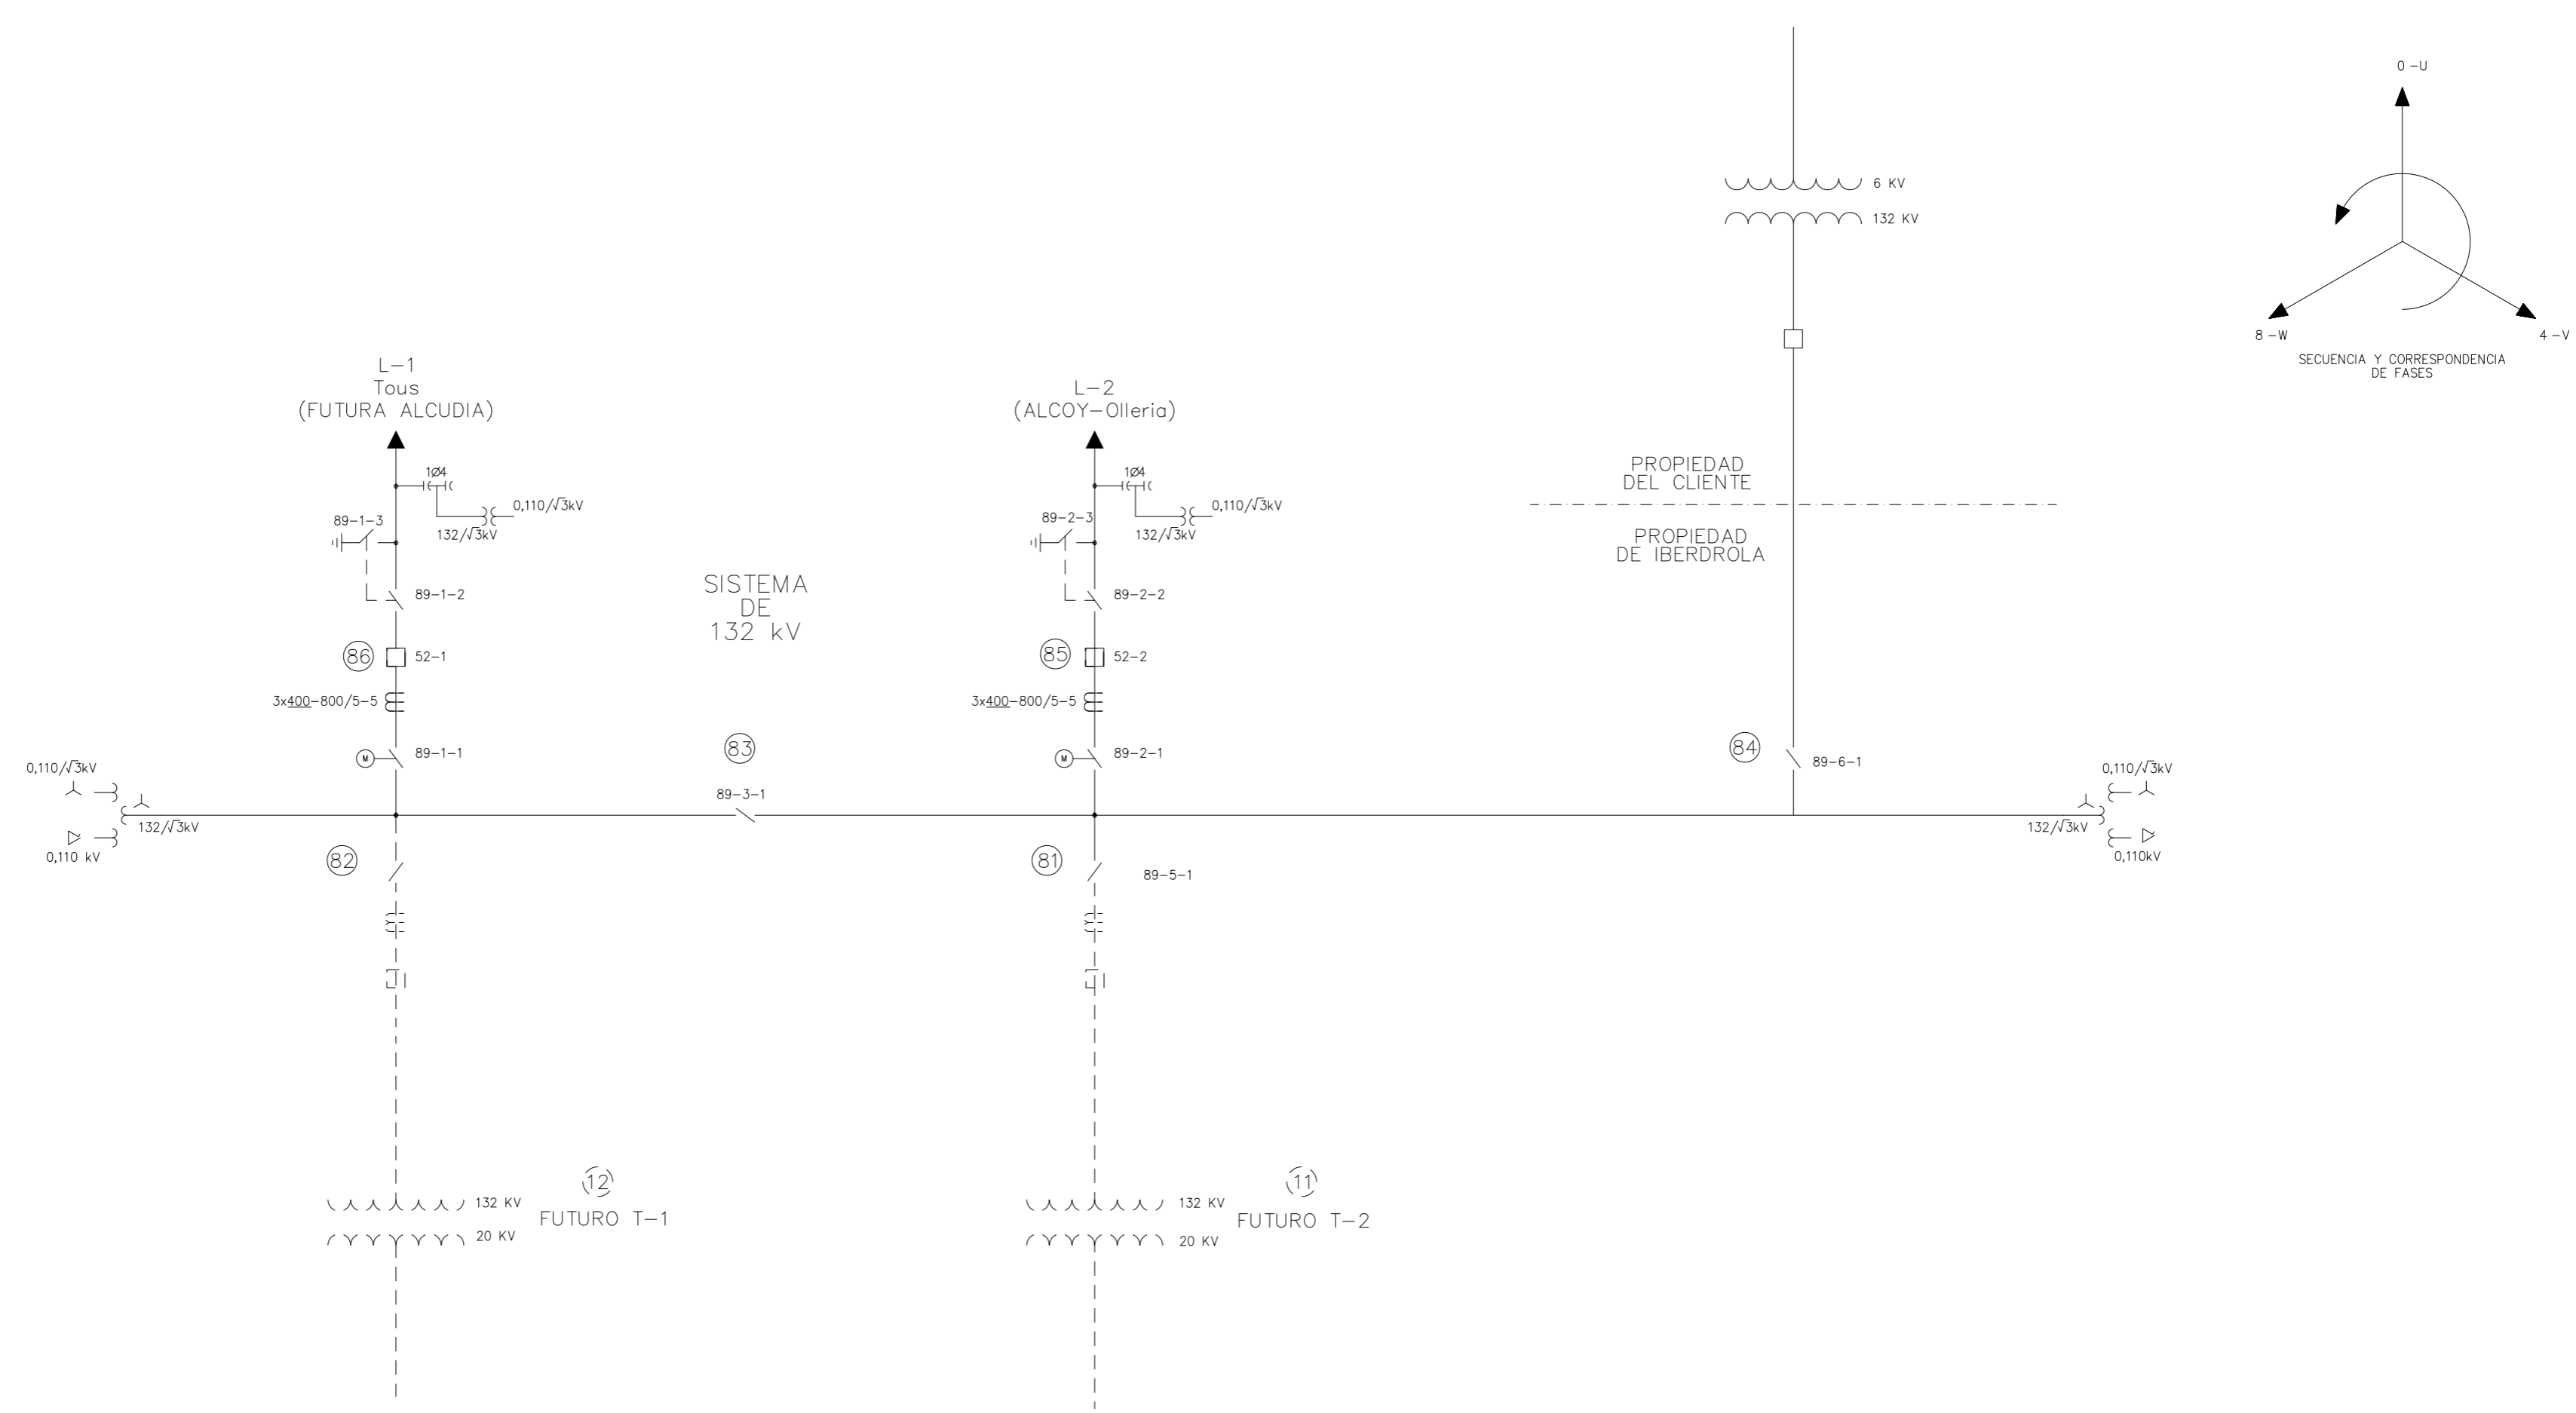 0 -U
6 KV
132 KV
8 -W
4 -V
SECUENCIA Y CORRESPONDENCIA
DE FASES
L-1
Tous
(FUTURA ALCUDIA)
L-2
(ALCOY-Olleria)
1Ø4
0,110/√3kV
132/√3kV
89-1-3
1Ø4
0,110/√3kV
132/√3kV
89-2-3
PROPIEDAD
DEL CLIENTE
PROPIEDAD
DE IBERDROLA
89-1-2
SISTEMA
DE
132 kV
89-2-2
86
52-1
85
52-2
3x400-800/5-5
3x400-800/5-5
M
89-1-1
83
M
89-2-1
84
89-6-1
0,110/√3kV
132/√3kV
0,110 kV
89-3-1
0,110/√3kV
132/√3kV
0,110kV
82
81
89-5-1
12
132 KV
FUTURO T-1
20 KV
11
132 KV
FUTURO T-2
20 KV